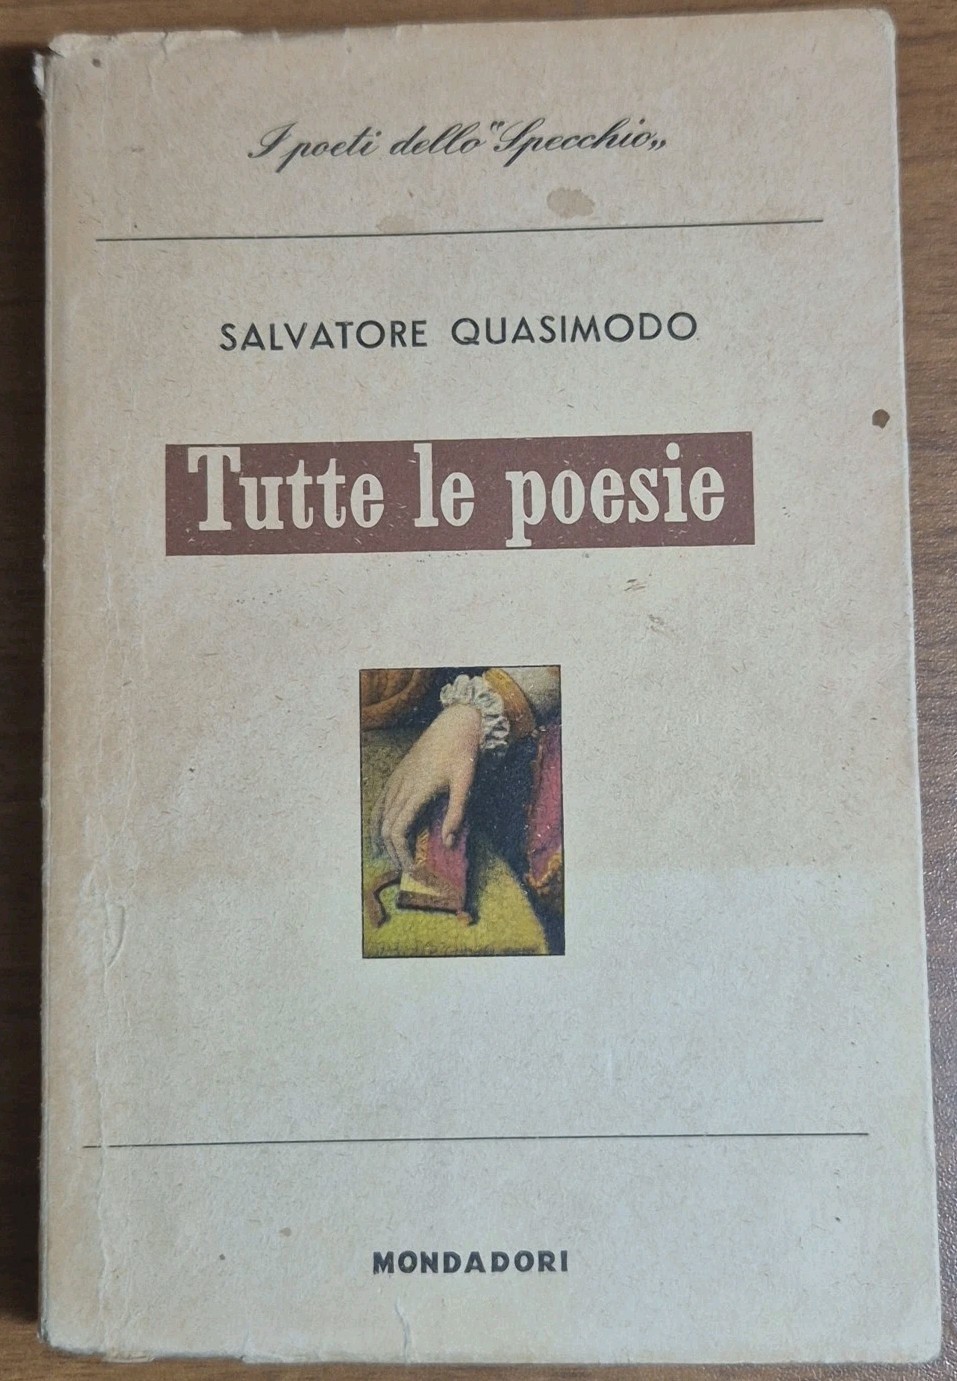 I poeti dello "Specchio„
SALVATORE QUASIMODO
Tutte le poesie
MONDADORI